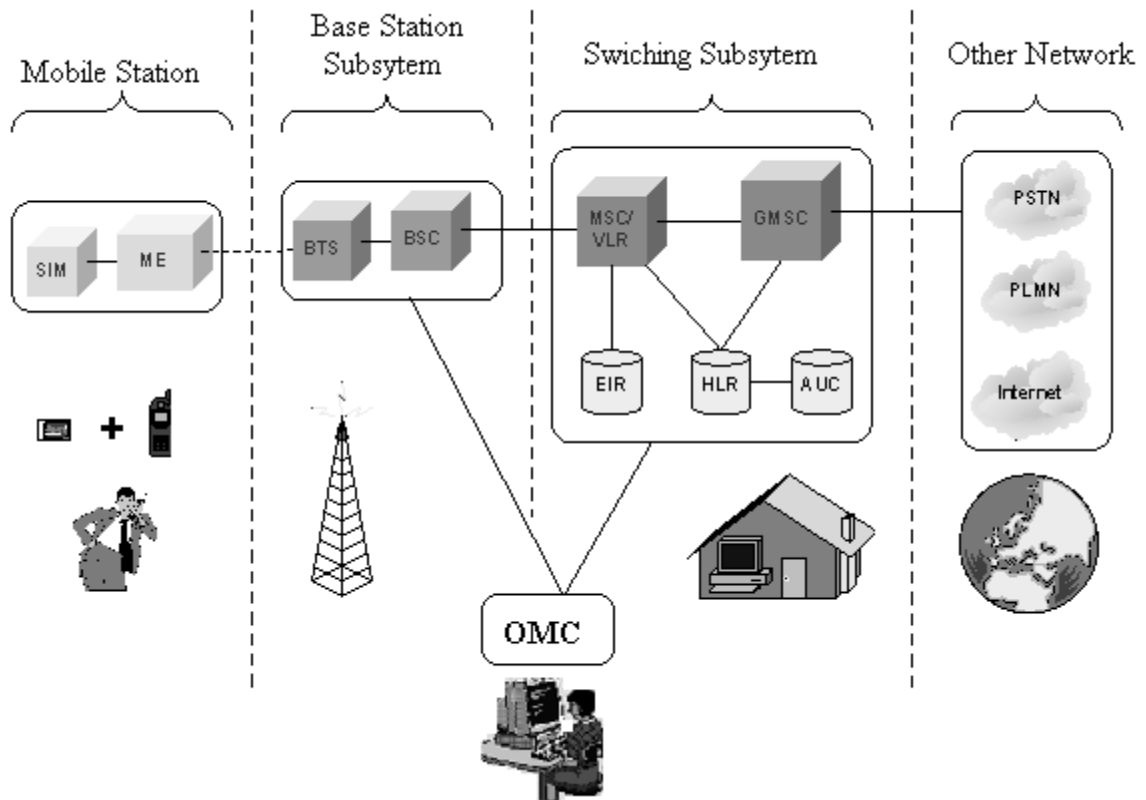 Mobile Station
Base Station
Subsytem
Swiching Subsytem
Other Network
SIM
ME
BTS
BSC
MSC/
VLR
GMSC
EIR
HLR
AUC
PSTN
PLMN
Internet
+
OMC